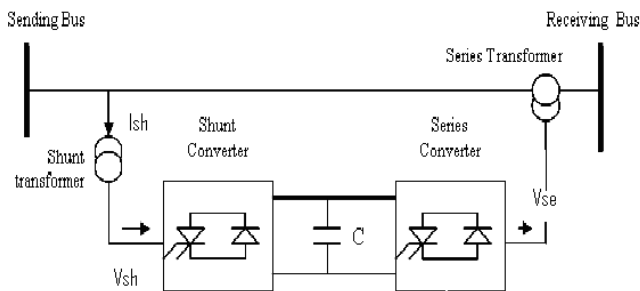 Sending Bus
Receiving Bus
Series Transformer
Ish
Shunt
transformer
Shunt
Converter
Series
Converter
C
Vse
Vsh